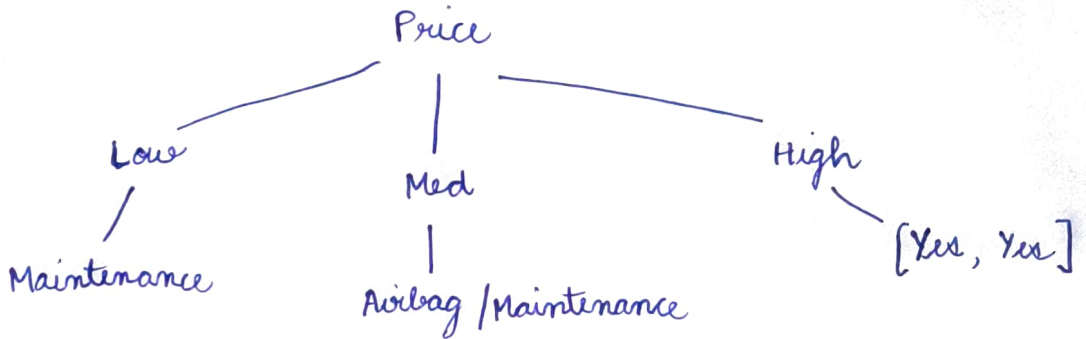 Price
Low
Med
High
[Yes, Yes]
Maintenance
Airbag /Maintenance